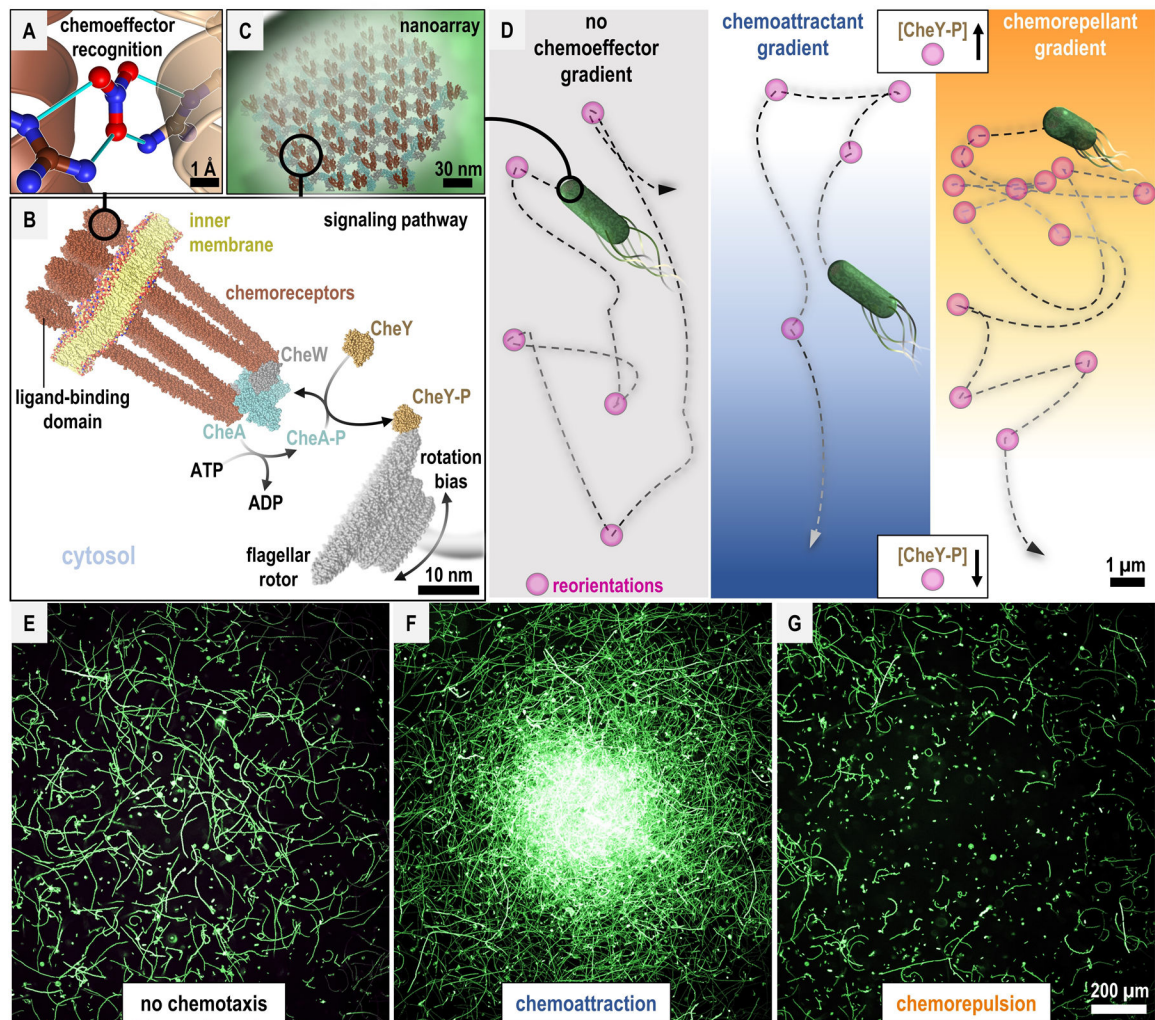 A
chemoeffector
recognition
1 Å
C
nanoarray
30 nm
B
inner
membrane
signaling pathway
chemoreceptors
CheY
CheW
ligand-binding
domain
CheY-P
CheA
CheA-P
ATP
ADP
rotation
bias
flagellar
rotor
cytosol
10 nm
D
no
chemoeffector
gradient
reorientations
chemoattractant
gradient
[CheY-P]
chemorepellant
gradient
[CheY-P]
1 µm
E
no chemotaxis
F
chemoattraction
G
chemorepulsion
200 µm